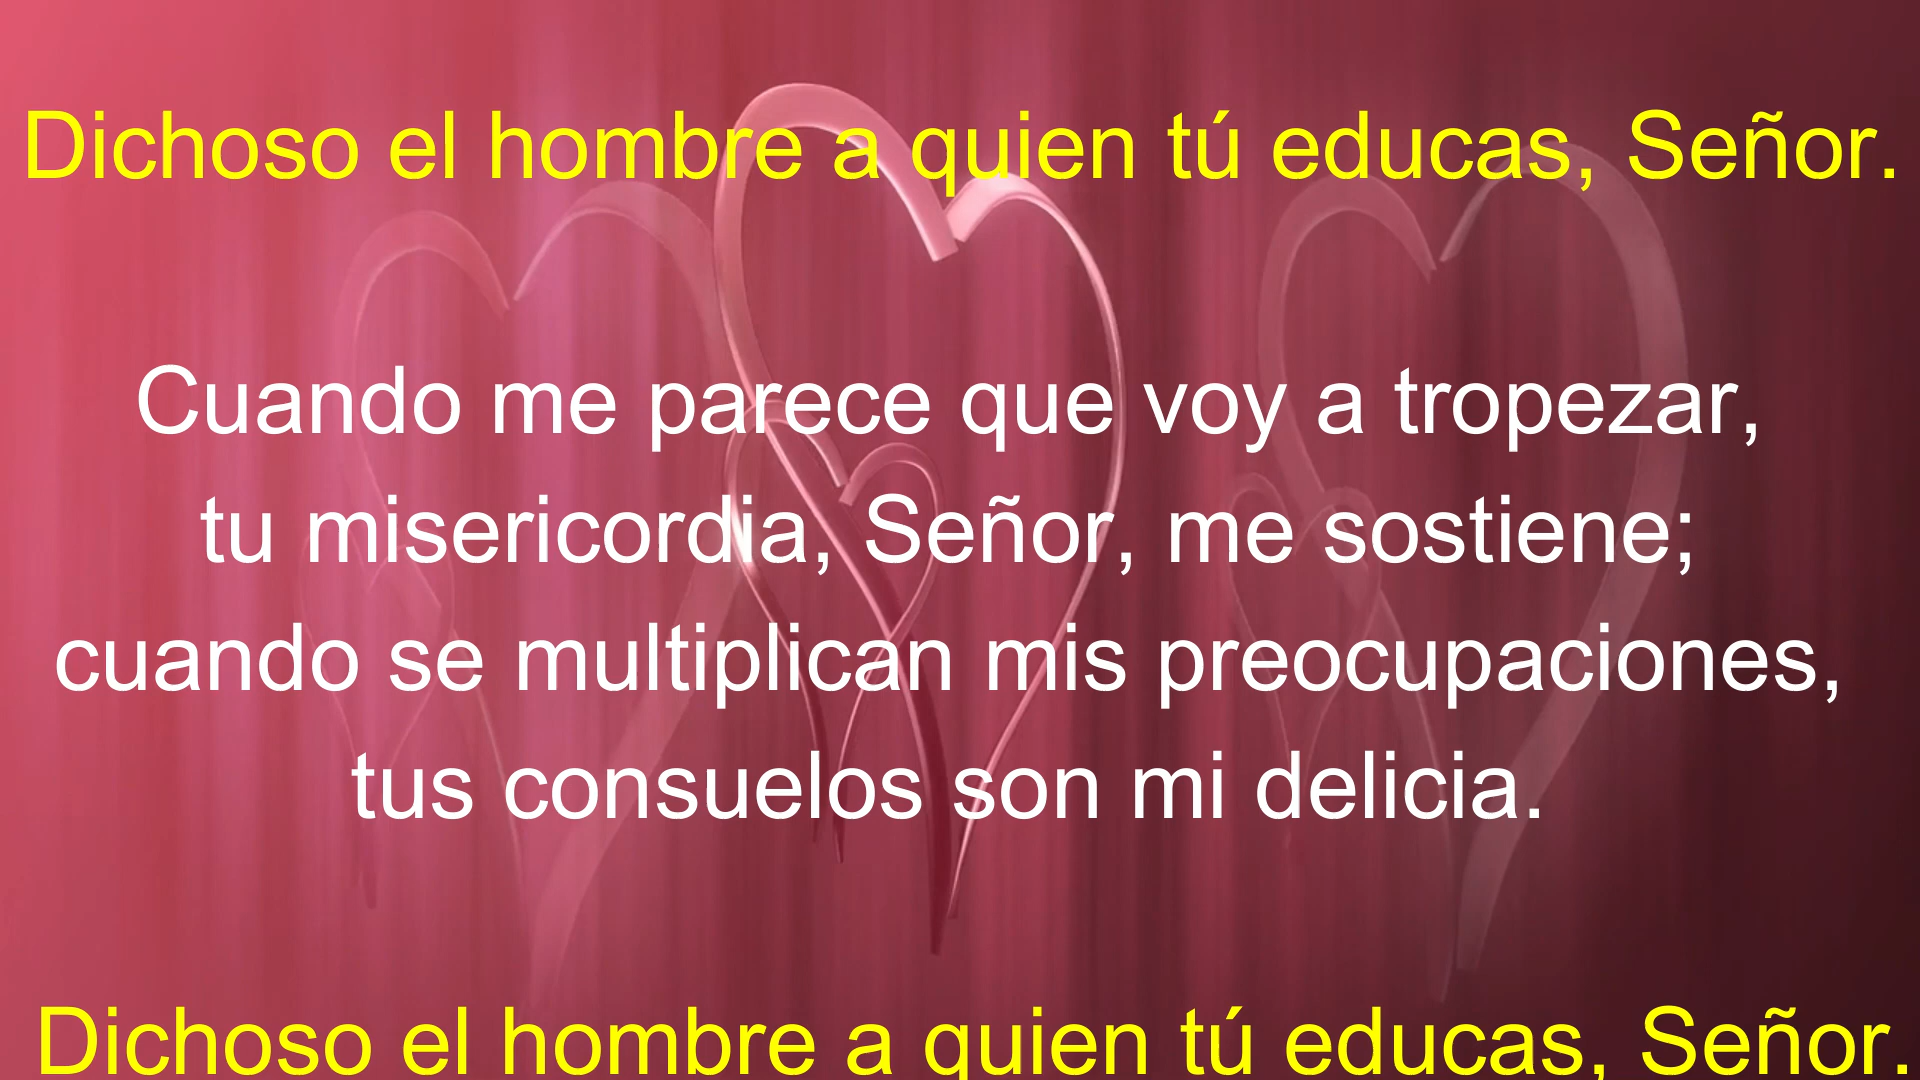 Dichoso el hombre a quien tú educas, Señor.
Cuando me parece que voy a tropezar,
tu misericordia, Señor, me sostiene;
cuando se multiplican mis preocupaciones,
tus consuelos son mi delicia.
Dichoso el hombre a quien tú educas, Señor.